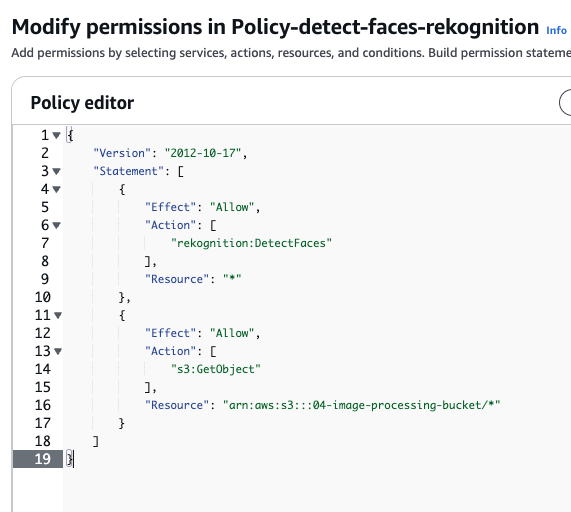 Modify permissions in Policy-detect-faces-rekognition Info
Add permissions by selecting services, actions, resources, and conditions. Build permission stateme
Policy editor
1 {
2 "Version": "2012-10-17",
3 "Statement": [
4 {
5 "Effect": "Allow",
6 "Action": [
7 "rekognition:DetectFaces"
8 ],
9 "Resource": "*"
10 },
11 {
12 "Effect": "Allow",
13 "Action": [
14 "s3:GetObject"
15 ],
16 "Resource": "arn:aws:s3:::04-image-processing-bucket/*"
17 }
18 ]
19 }